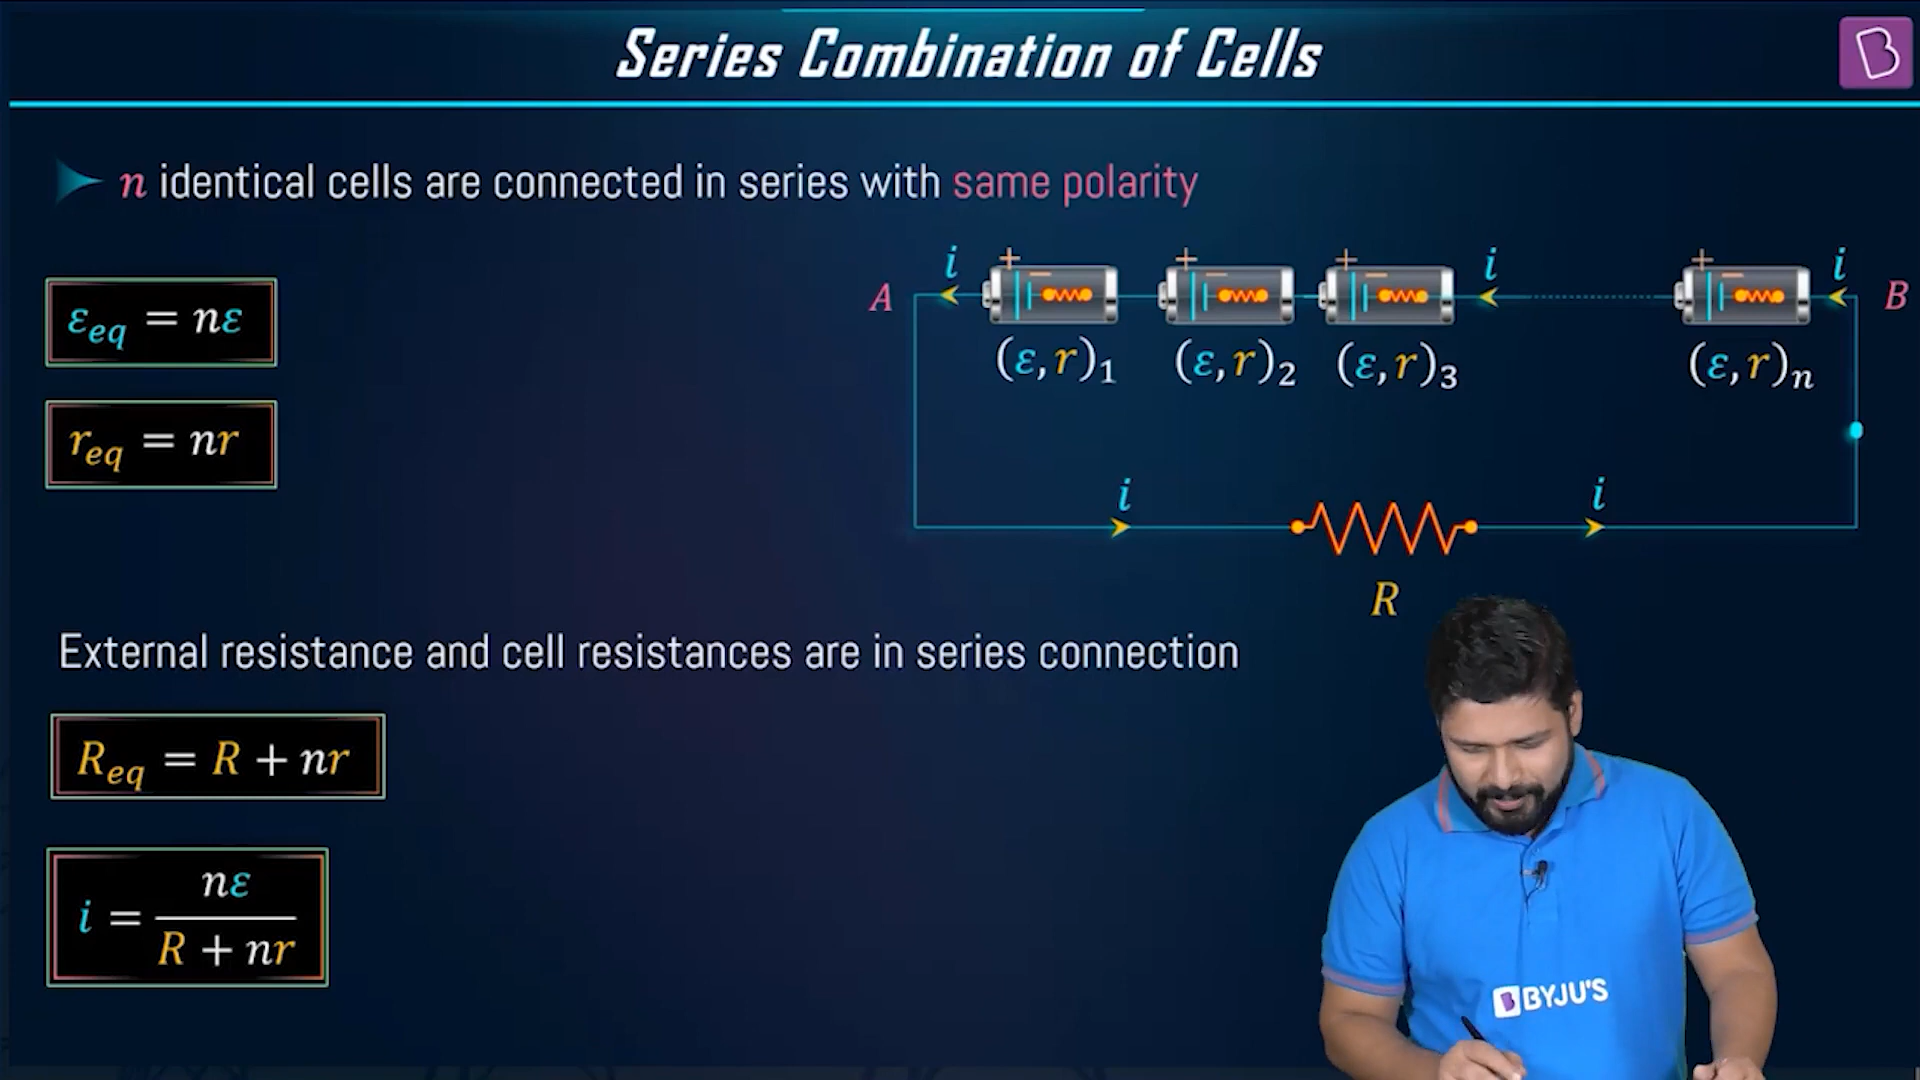 Series Combination of Cells
n identical cells are connected in series with same polarity
εeq = nε
req = nr
A
i
+
−
+
−
+
−
i
+
−
i
B
(ε, r)1
(ε, r)2
(ε, r)3
(ε, r)n
i
i
R
External resistance and cell resistances are in series connection
Req = R + nr
i = nε / R + nr
BYJU'S